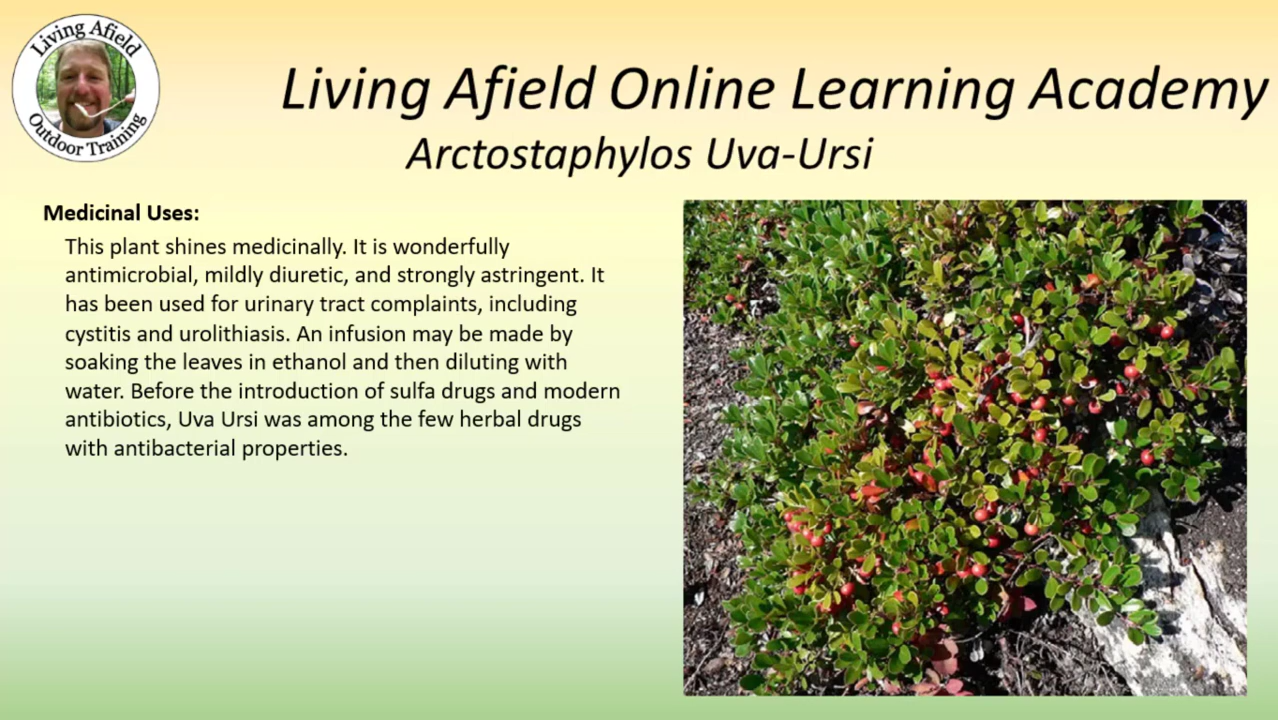 Living Afield
Outdoor Training
Living Afield Online Learning Academy
Arctostaphylos Uva-Ursi
Medicinal Uses:
This plant shines medicinally. It is wonderfully
antimicrobial, mildly diuretic, and strongly astringent. It
has been used for urinary tract complaints, including
cystitis and urolithiasis. An infusion may be made by
soaking the leaves in ethanol and then diluting with
water. Before the introduction of sulfa drugs and modern
antibiotics, Uva Ursi was among the few herbal drugs
with antibacterial properties.